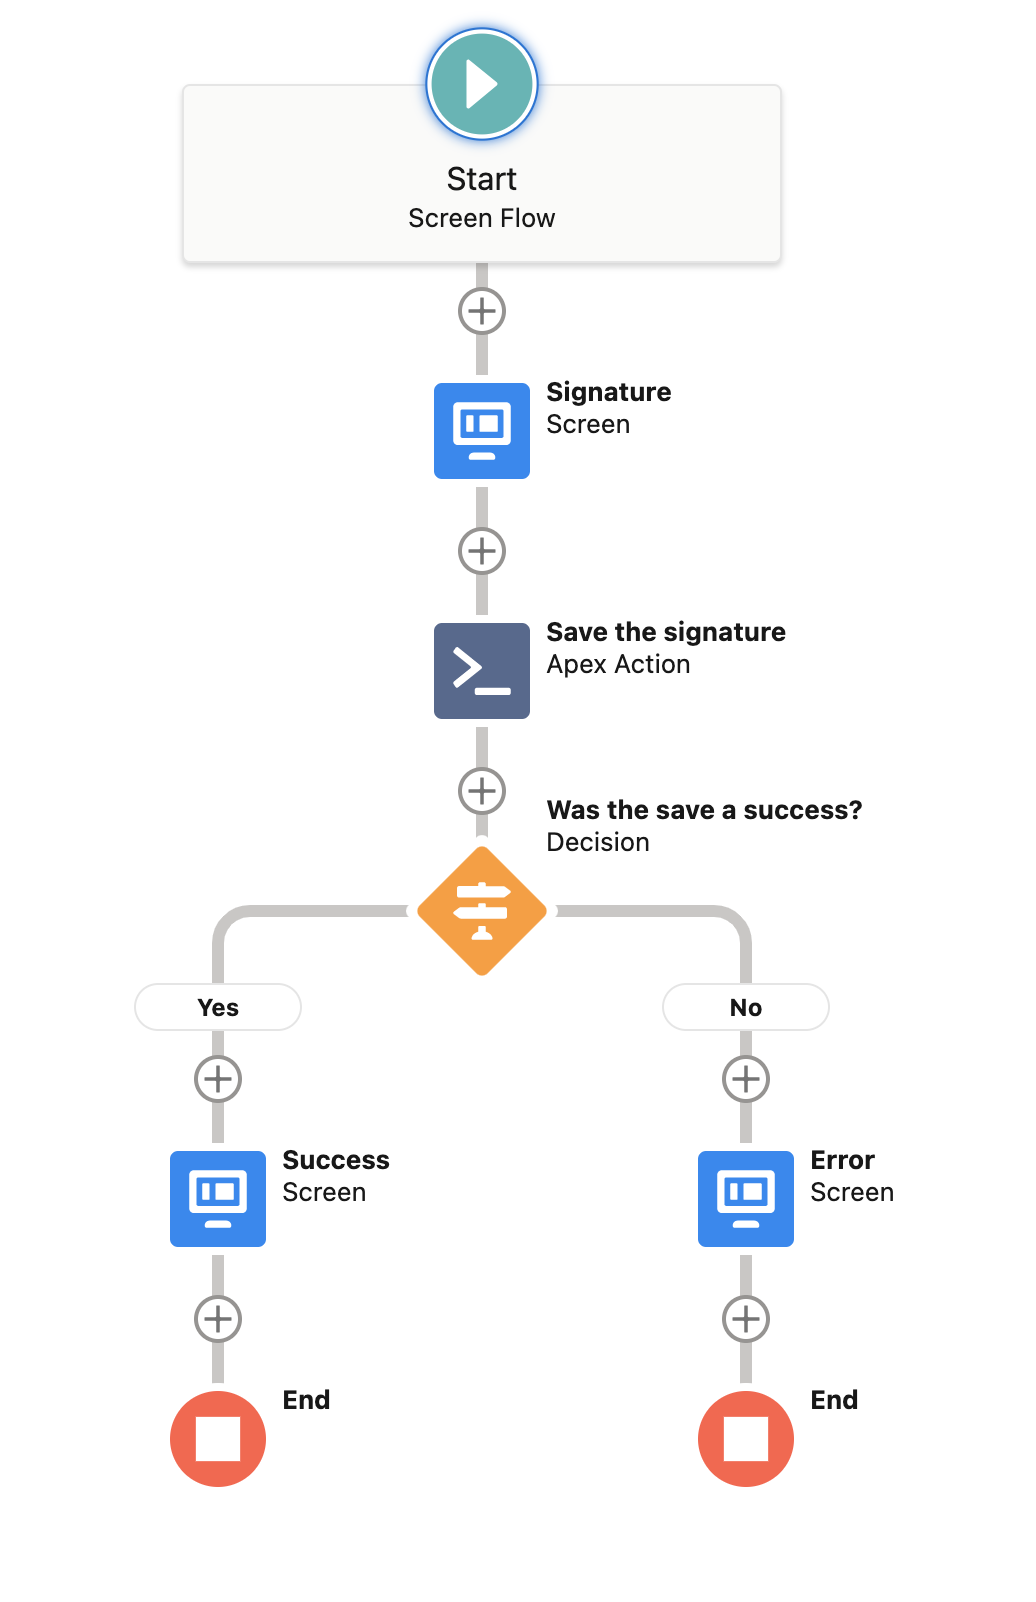 Start
Screen Flow
Signature
Screen
Save the signature
Apex Action
Was the save a success?
Decision
Yes
No
Success
Screen
Error
Screen
End
End